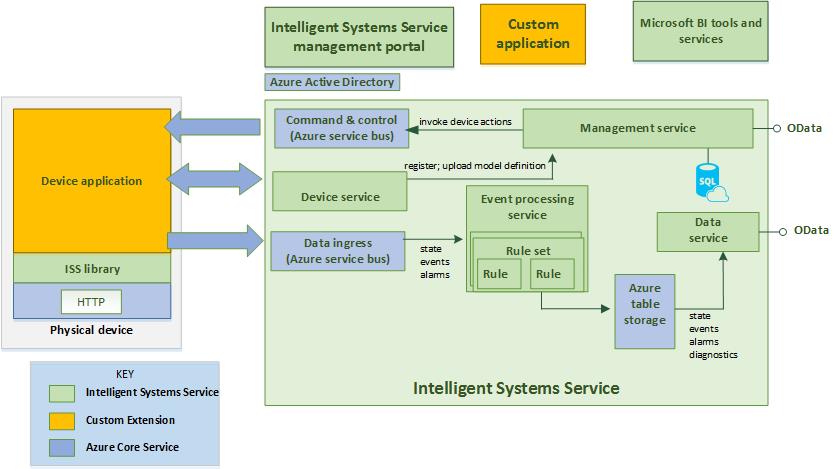 Intelligent Systems Service
management portal
Custom
application
Microsoft BI tools and
services
Azure Active Directory
Command & control
(Azure service bus)
invoke device actions
Management service
OData
Device application
register; upload model definition
SQL
Device service
Event processing
service
Data
service
OData
Data ingress
(Azure service bus)
state
events
alarms
Rule set
Rule
Rule
ISS library
HTTP
Physical device
Azure
table
storage
state
events
alarms
diagnostics
Intelligent Systems Service
KEY
Intelligent Systems Service
Custom Extension
Azure Core Service